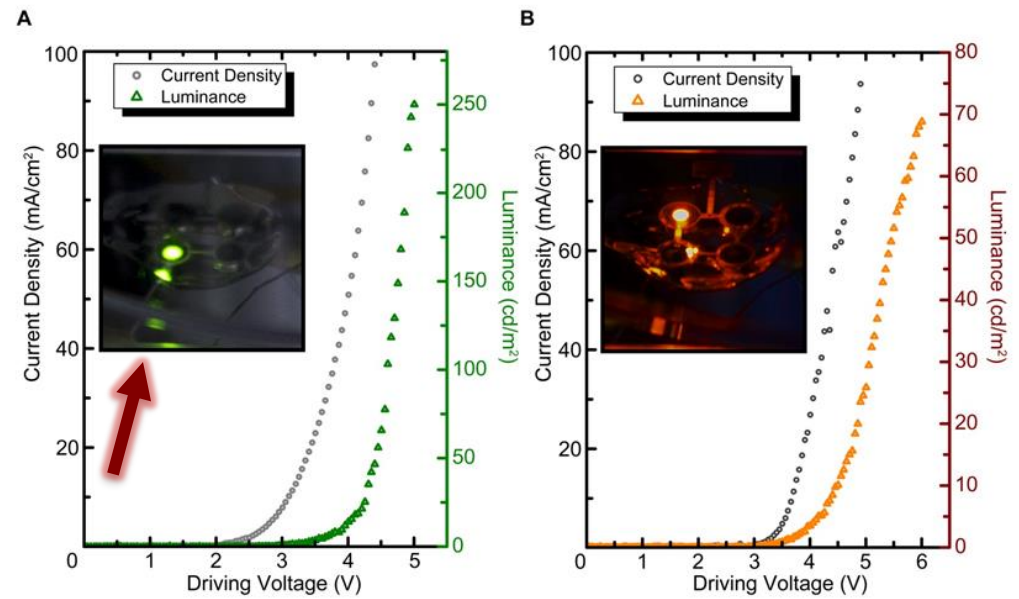 A
100
80
60
40
20
0
Current Density (mA/cm²)
Current Density
Luminance
250
200
150
100
50
0
Luminance (cd/m²)
0 1 2 3 4 5
Driving Voltage (V)
B
100
80
60
40
20
0
Current Density (mA/cm²)
Current Density
Luminance
80
70
60
50
40
30
20
10
0
Luminance (cd/m²)
0 1 2 3 4 5 6
Driving Voltage (V)